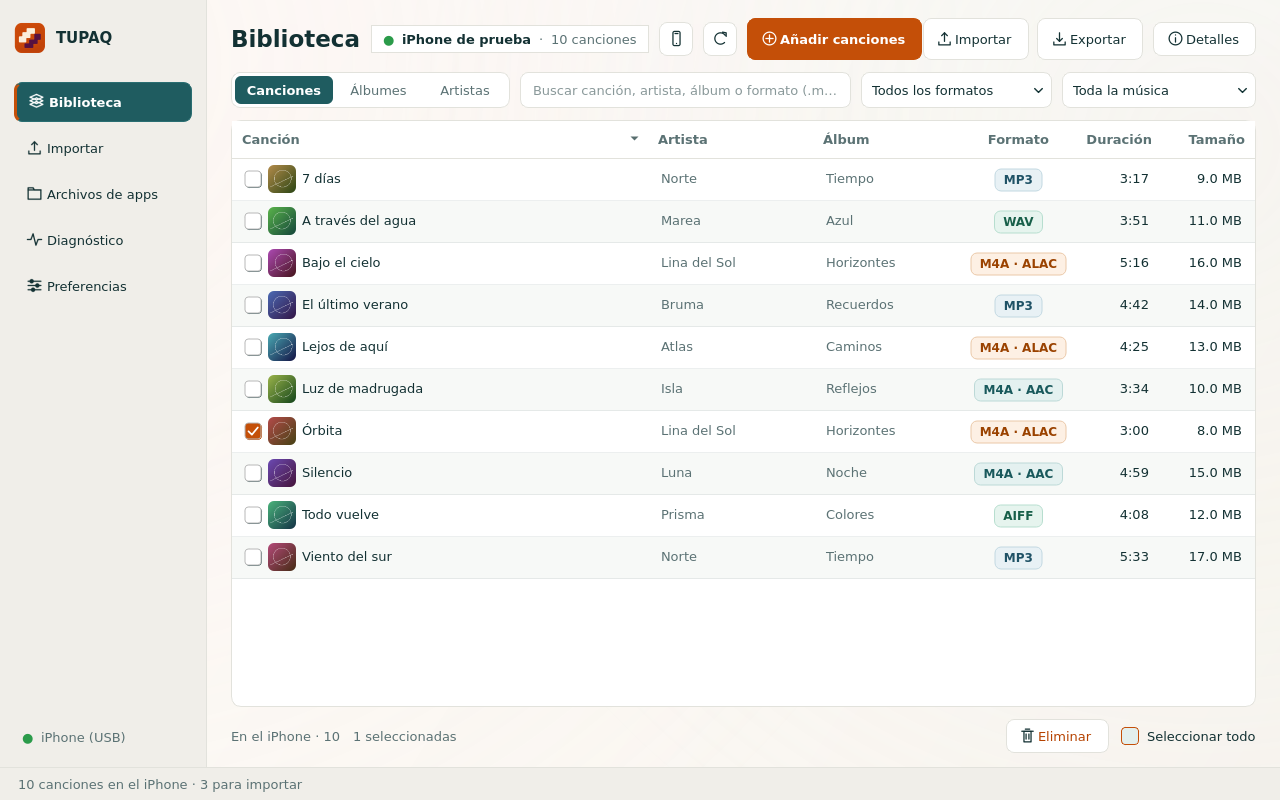 TUPAQ
Biblioteca
Importar
Archivos de apps
Diagnóstico
Preferencias
iPhone (USB)
Biblioteca
iPhone de prueba · 10 canciones
Añadir canciones
Importar
Exportar
Detalles
Canciones
Álbumes
Artistas
Buscar canción, artista, álbum o formato (.m...
Todos los formatos
Toda la música
Canción Artista Álbum Formato Duración Tamaño
7 días Norte Tiempo MP3 3:17 9.0 MB
A través del agua Marea Azul WAV 3:51 11.0 MB
Bajo el cielo Lina del Sol Horizontes M4A · ALAC 5:16 16.0 MB
El último verano Bruma Recuerdos MP3 4:42 14.0 MB
Lejos de aquí Atlas Caminos M4A · ALAC 4:25 13.0 MB
Luz de madrugada Isla Reflejos M4A · AAC 3:34 10.0 MB
Órbita Lina del Sol Horizontes M4A · ALAC 3:00 8.0 MB
Silencio Luna Noche M4A · AAC 4:59 15.0 MB
Todo vuelve Prisma Colores AIFF 4:08 12.0 MB
Viento del sur Norte Tiempo MP3 5:33 17.0 MB
En el iPhone · 10 1 seleccionadas
Eliminar
Seleccionar todo
10 canciones en el iPhone · 3 para importar